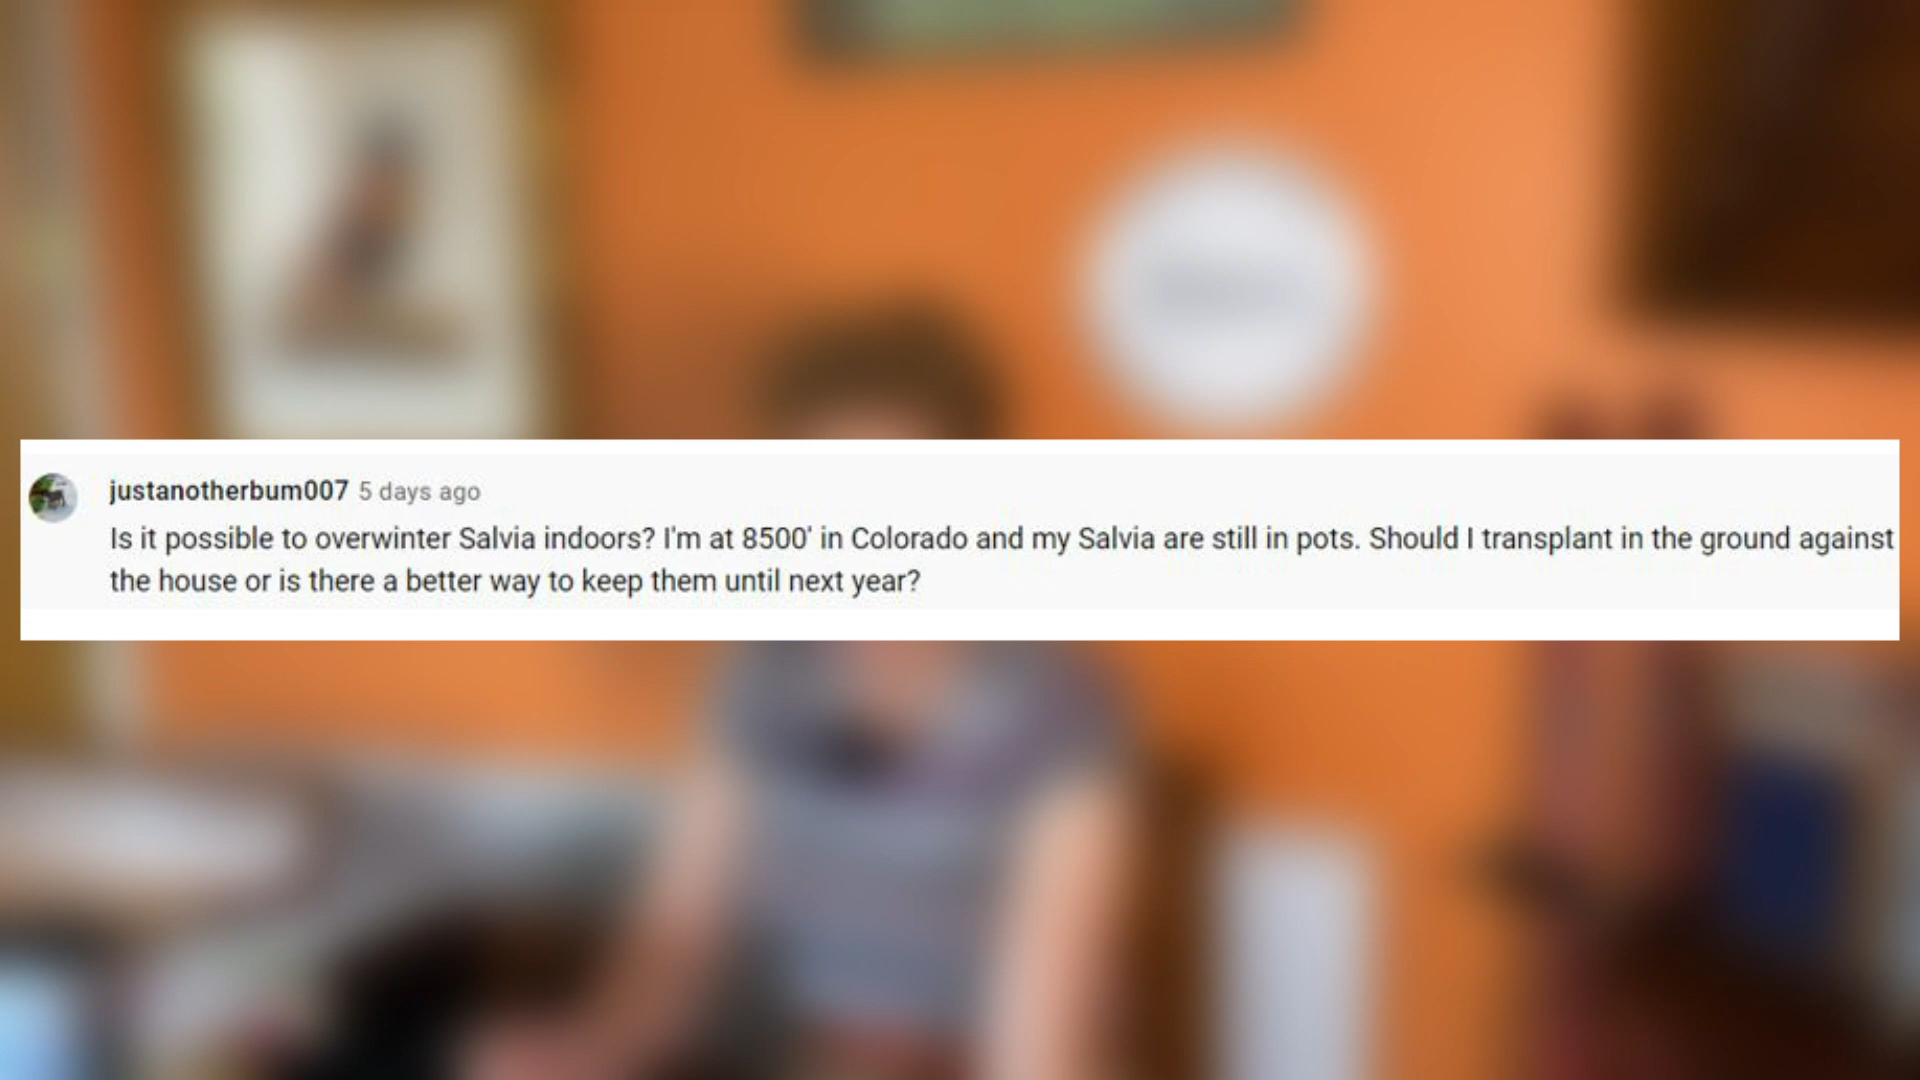 justanotherbum007 5 days ago
Is it possible to overwinter Salvia indoors? I'm at 8500' in Colorado and my Salvia are still in pots. Should I transplant in the ground against
the house or is there a better way to keep them until next year?